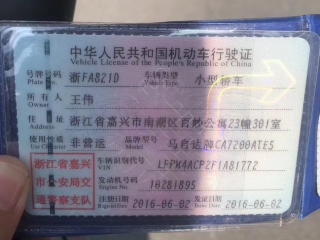 中华人民共和国机动车行驶证
Vehicle License of the People's Republic of China
号牌号码 浙FA821D 车辆类型 小型轿车
Plate No. Vehicle Type
所有人 王伟
Owner
浙江省嘉兴市南湖区百妙公寓23幢301室
Address
使用性质 非营运 品牌型号 马自达牌CA7200ATE5
Use Character Model
浙江省嘉兴
市公安局交
通警察支队
车辆识别代号 LFPM4ACP2F1A81772
VIN
发动机号码 10281895
Engine No.
注册日期 2016-06-02 发证日期 2016-06-02
Register Date Issue Date